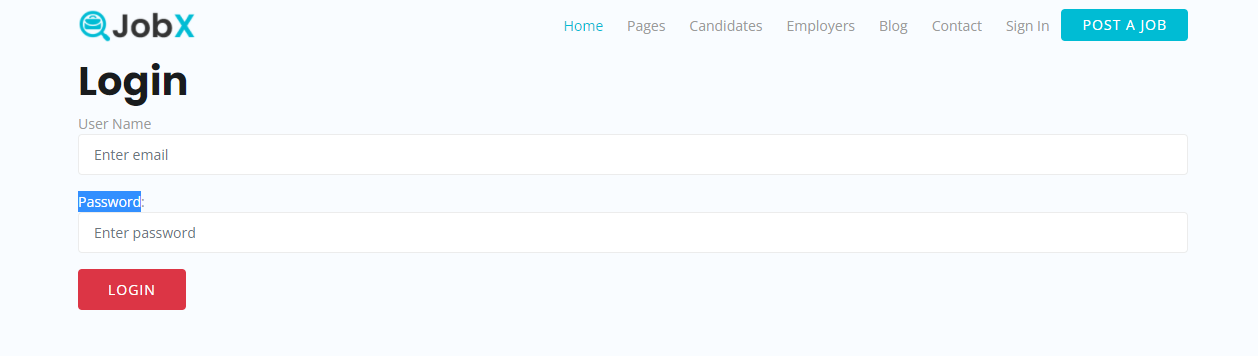 JobX
Home Pages Candidates Employers Blog Contact Sign In POST A JOB
Login
User Name
Enter email
Password:
Enter password
LOGIN